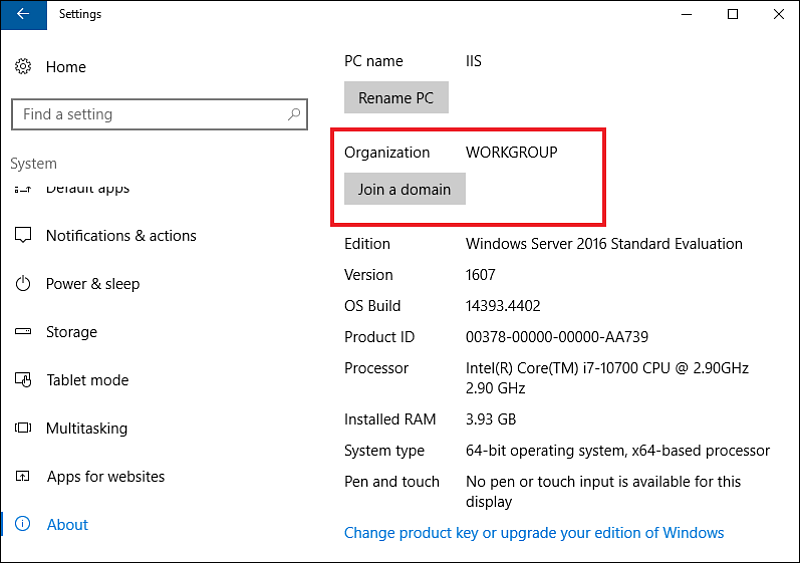 Settings
Home
Find a setting
System
Default apps
Notifications & actions
Power & sleep
Storage
Tablet mode
Multitasking
Apps for websites
About
PC name IIS
Rename PC
Organization WORKGROUP
Join a domain
Edition Windows Server 2016 Standard Evaluation
Version 1607
OS Build 14393.4402
Product ID 00378-00000-00000-AA739
Processor Intel(R) Core(TM) i7-10700 CPU @ 2.90GHz
2.90 GHz
Installed RAM 3.93 GB
System type 64-bit operating system, x64-based processor
Pen and touch No pen or touch input is available for this
display
Change product key or upgrade your edition of Windows